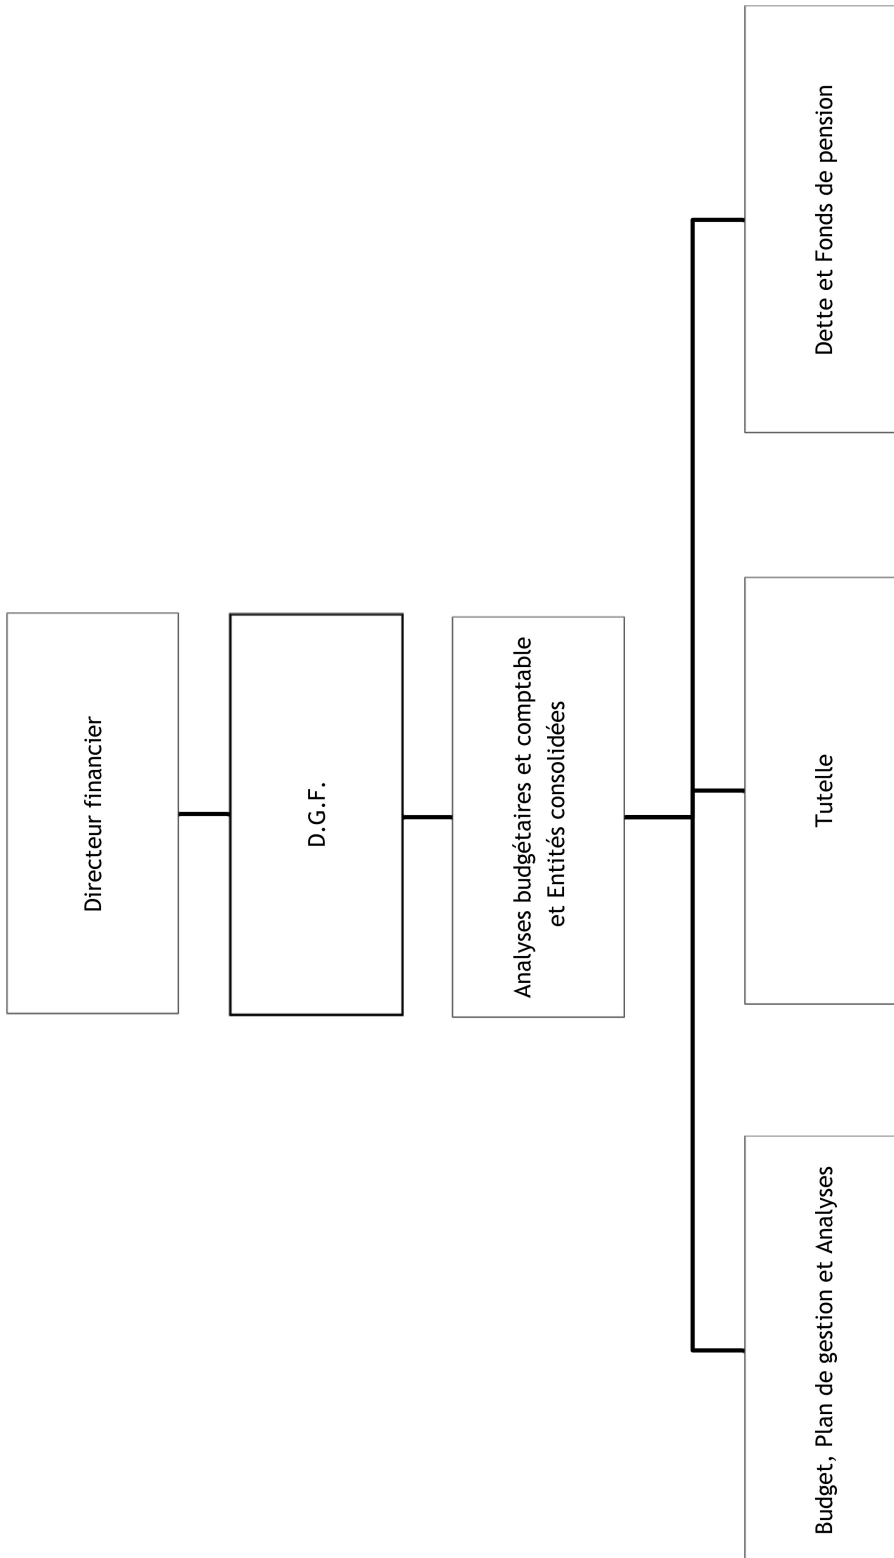 Directeur financier
D.G.F.
Analyses budgétaires et comptable
et Entités consolidées
Budget, Plan de gestion et Analyses
Tutelle
Dette et Fonds de pension